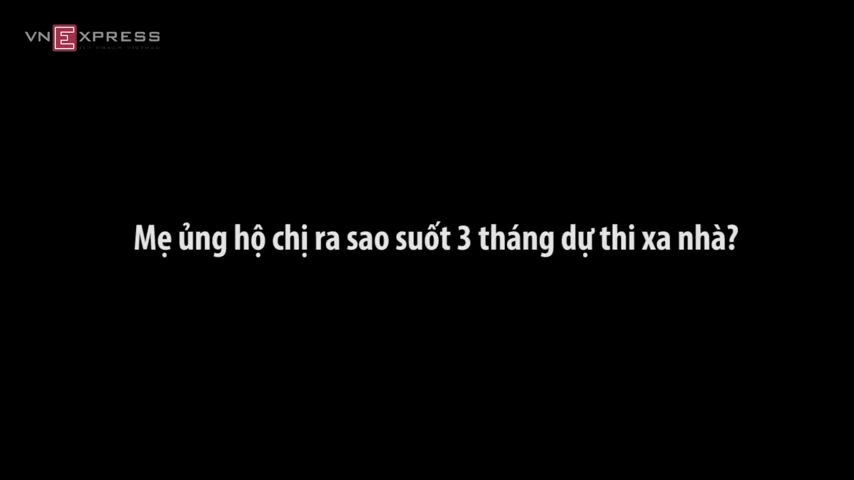 VNEXPRESS
Mẹ ủng hộ chị ra sao suốt 3 tháng dự thi xa nhà?